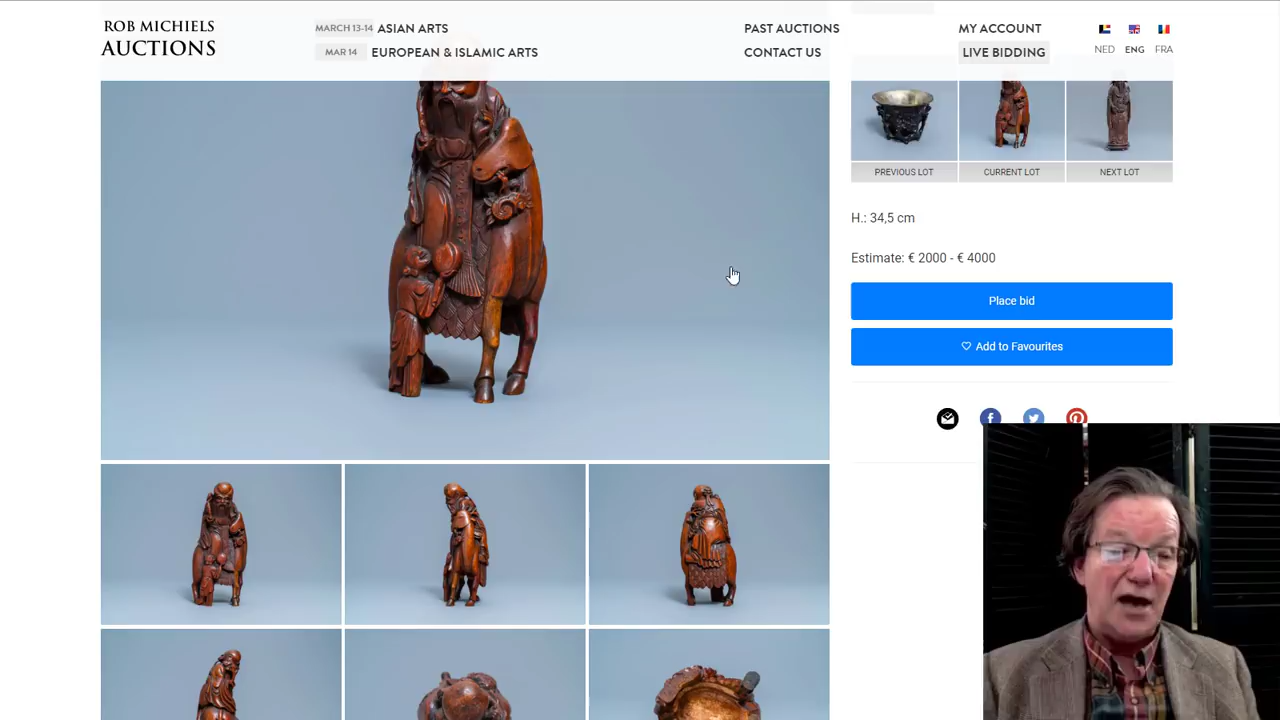 ROB MICHIELS
AUCTIONS
MARCH 13-14 ASIAN ARTS
MAR 14 EUROPEAN & ISLAMIC ARTS
PAST AUCTIONS
CONTACT US
MY ACCOUNT
LIVE BIDDING
NED ENG FRA
PREVIOUS LOT CURRENT LOT NEXT LOT
H.: 34,5 cm
Estimate: € 2000 - € 4000
Place bid
Add to Favourites